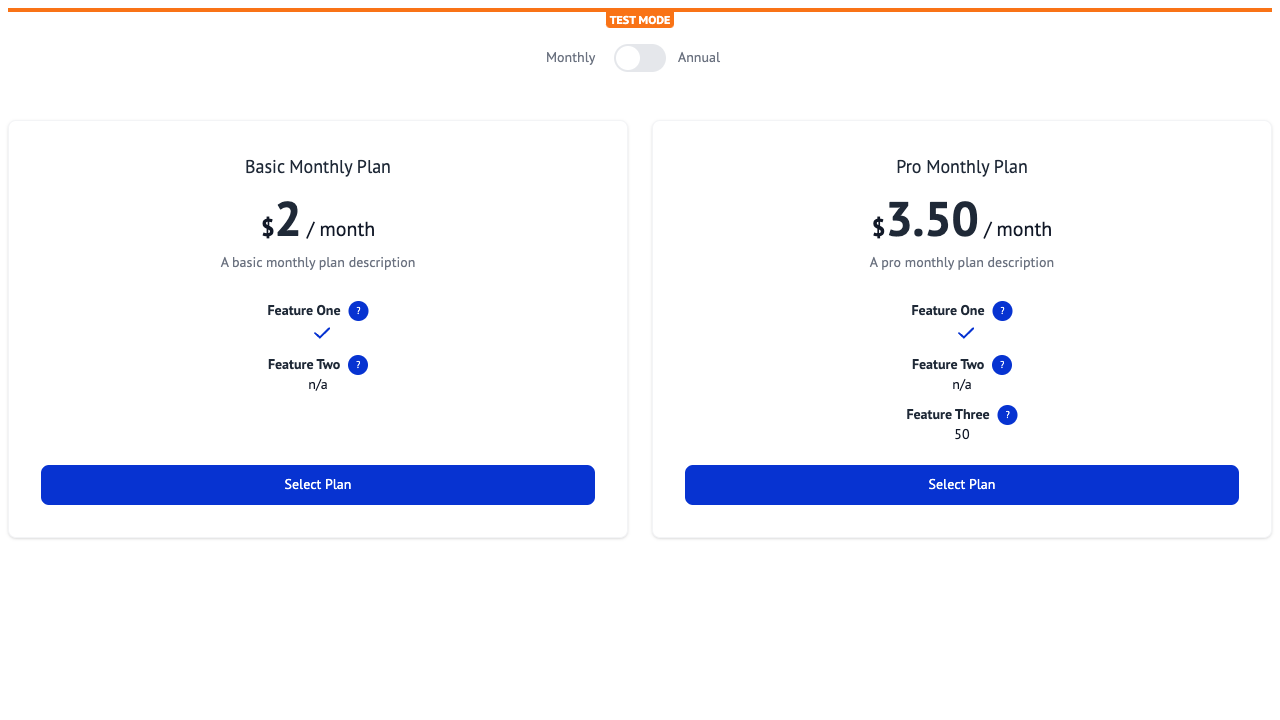 TEST MODE
Monthly Annual
Basic Monthly Plan
$2 / month
A basic monthly plan description
Feature One ?
Feature Two ?
n/a
Select Plan
Pro Monthly Plan
$3.50 / month
A pro monthly plan description
Feature One ?
Feature Two ?
n/a
Feature Three ?
50
Select Plan